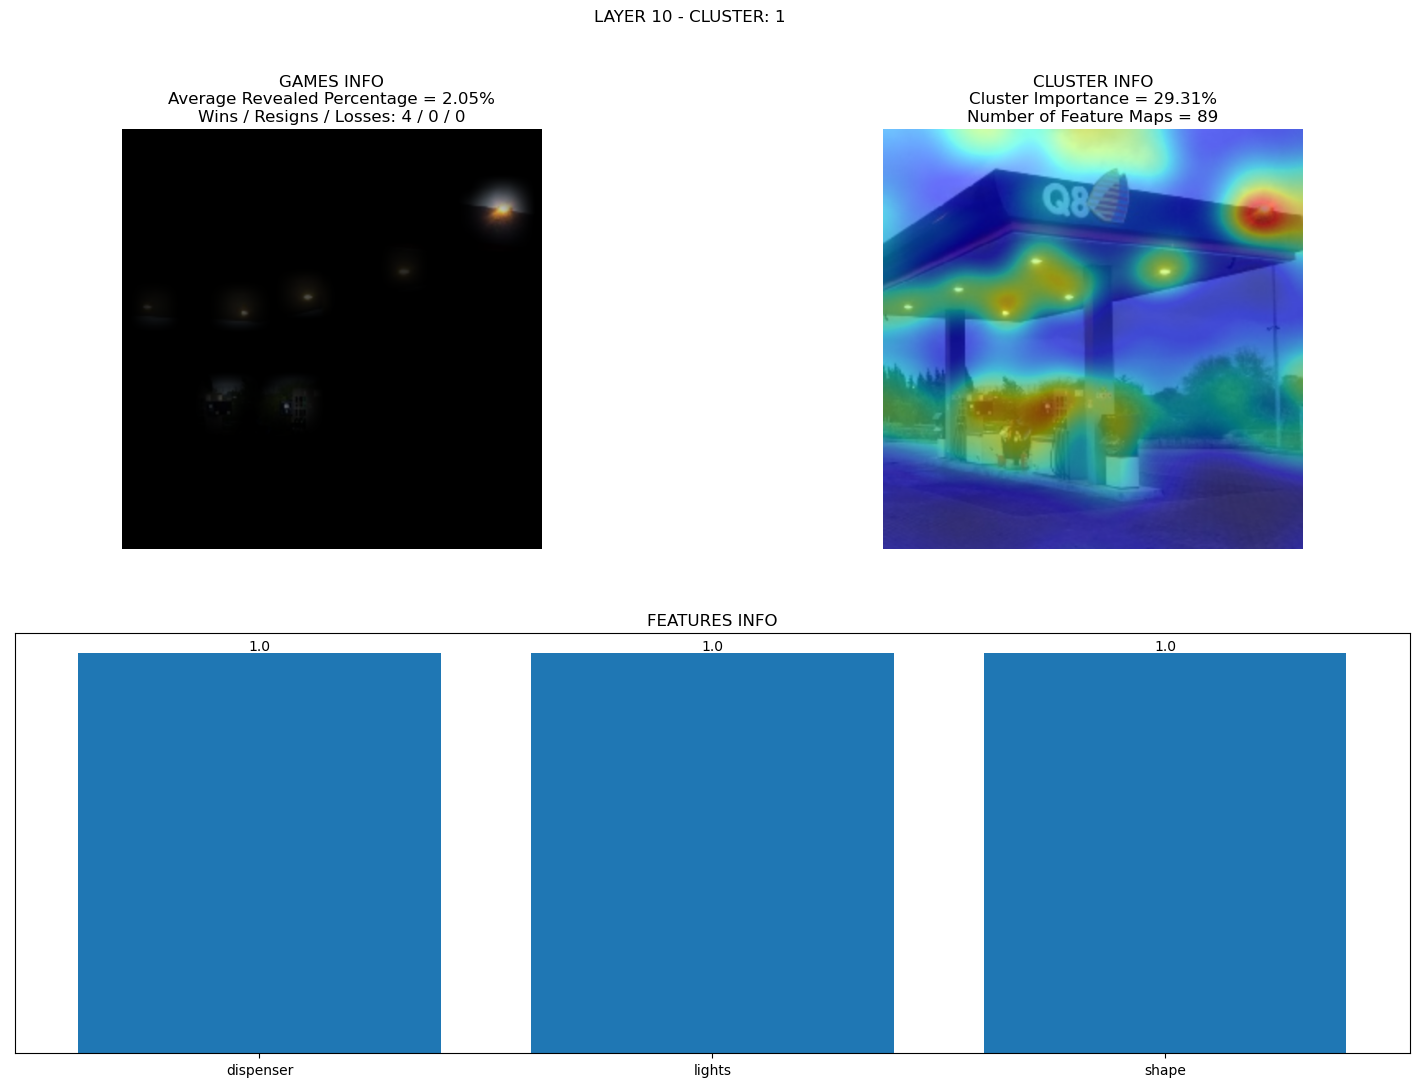 LAYER 10 - CLUSTER: 1
GAMES INFO
Average Revealed Percentage = 2.05%
Wins / Resigns / Losses: 4 / 0 / 0
CLUSTER INFO
Cluster Importance = 29.31%
Number of Feature Maps = 89
Q8
FEATURES INFO
1.0
1.0
1.0
dispenser
lights
shape